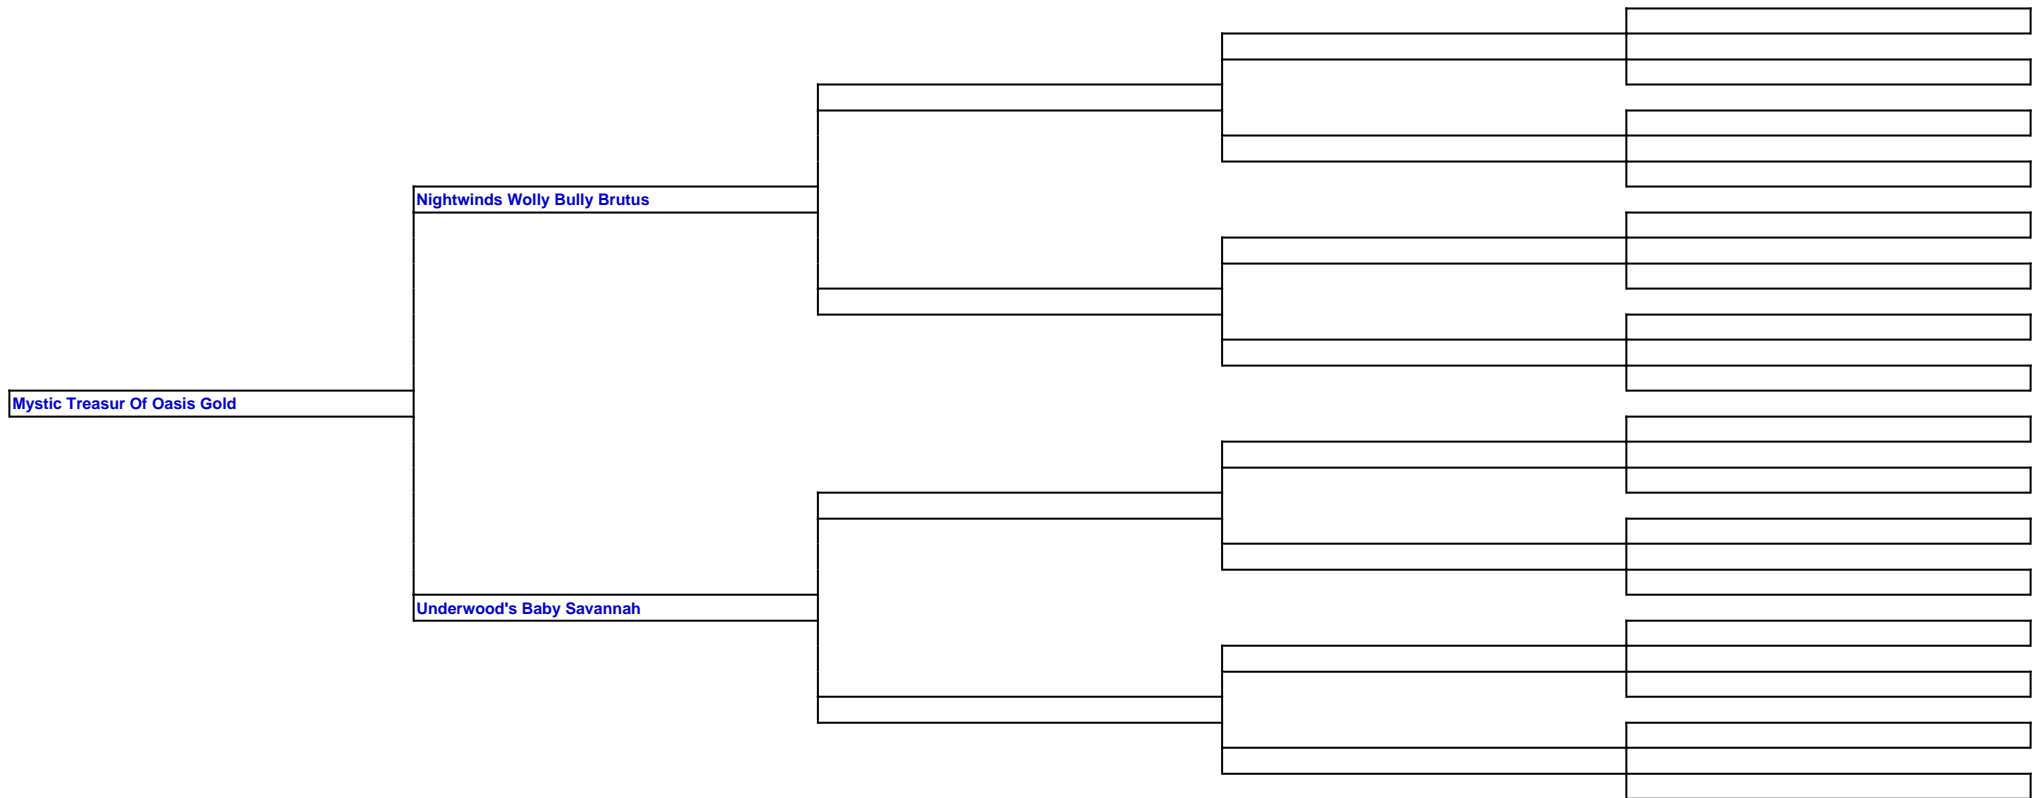 Nightwinds Wolly Bully Brutus
Mystic Treasur Of Oasis Gold
Underwood's Baby Savannah